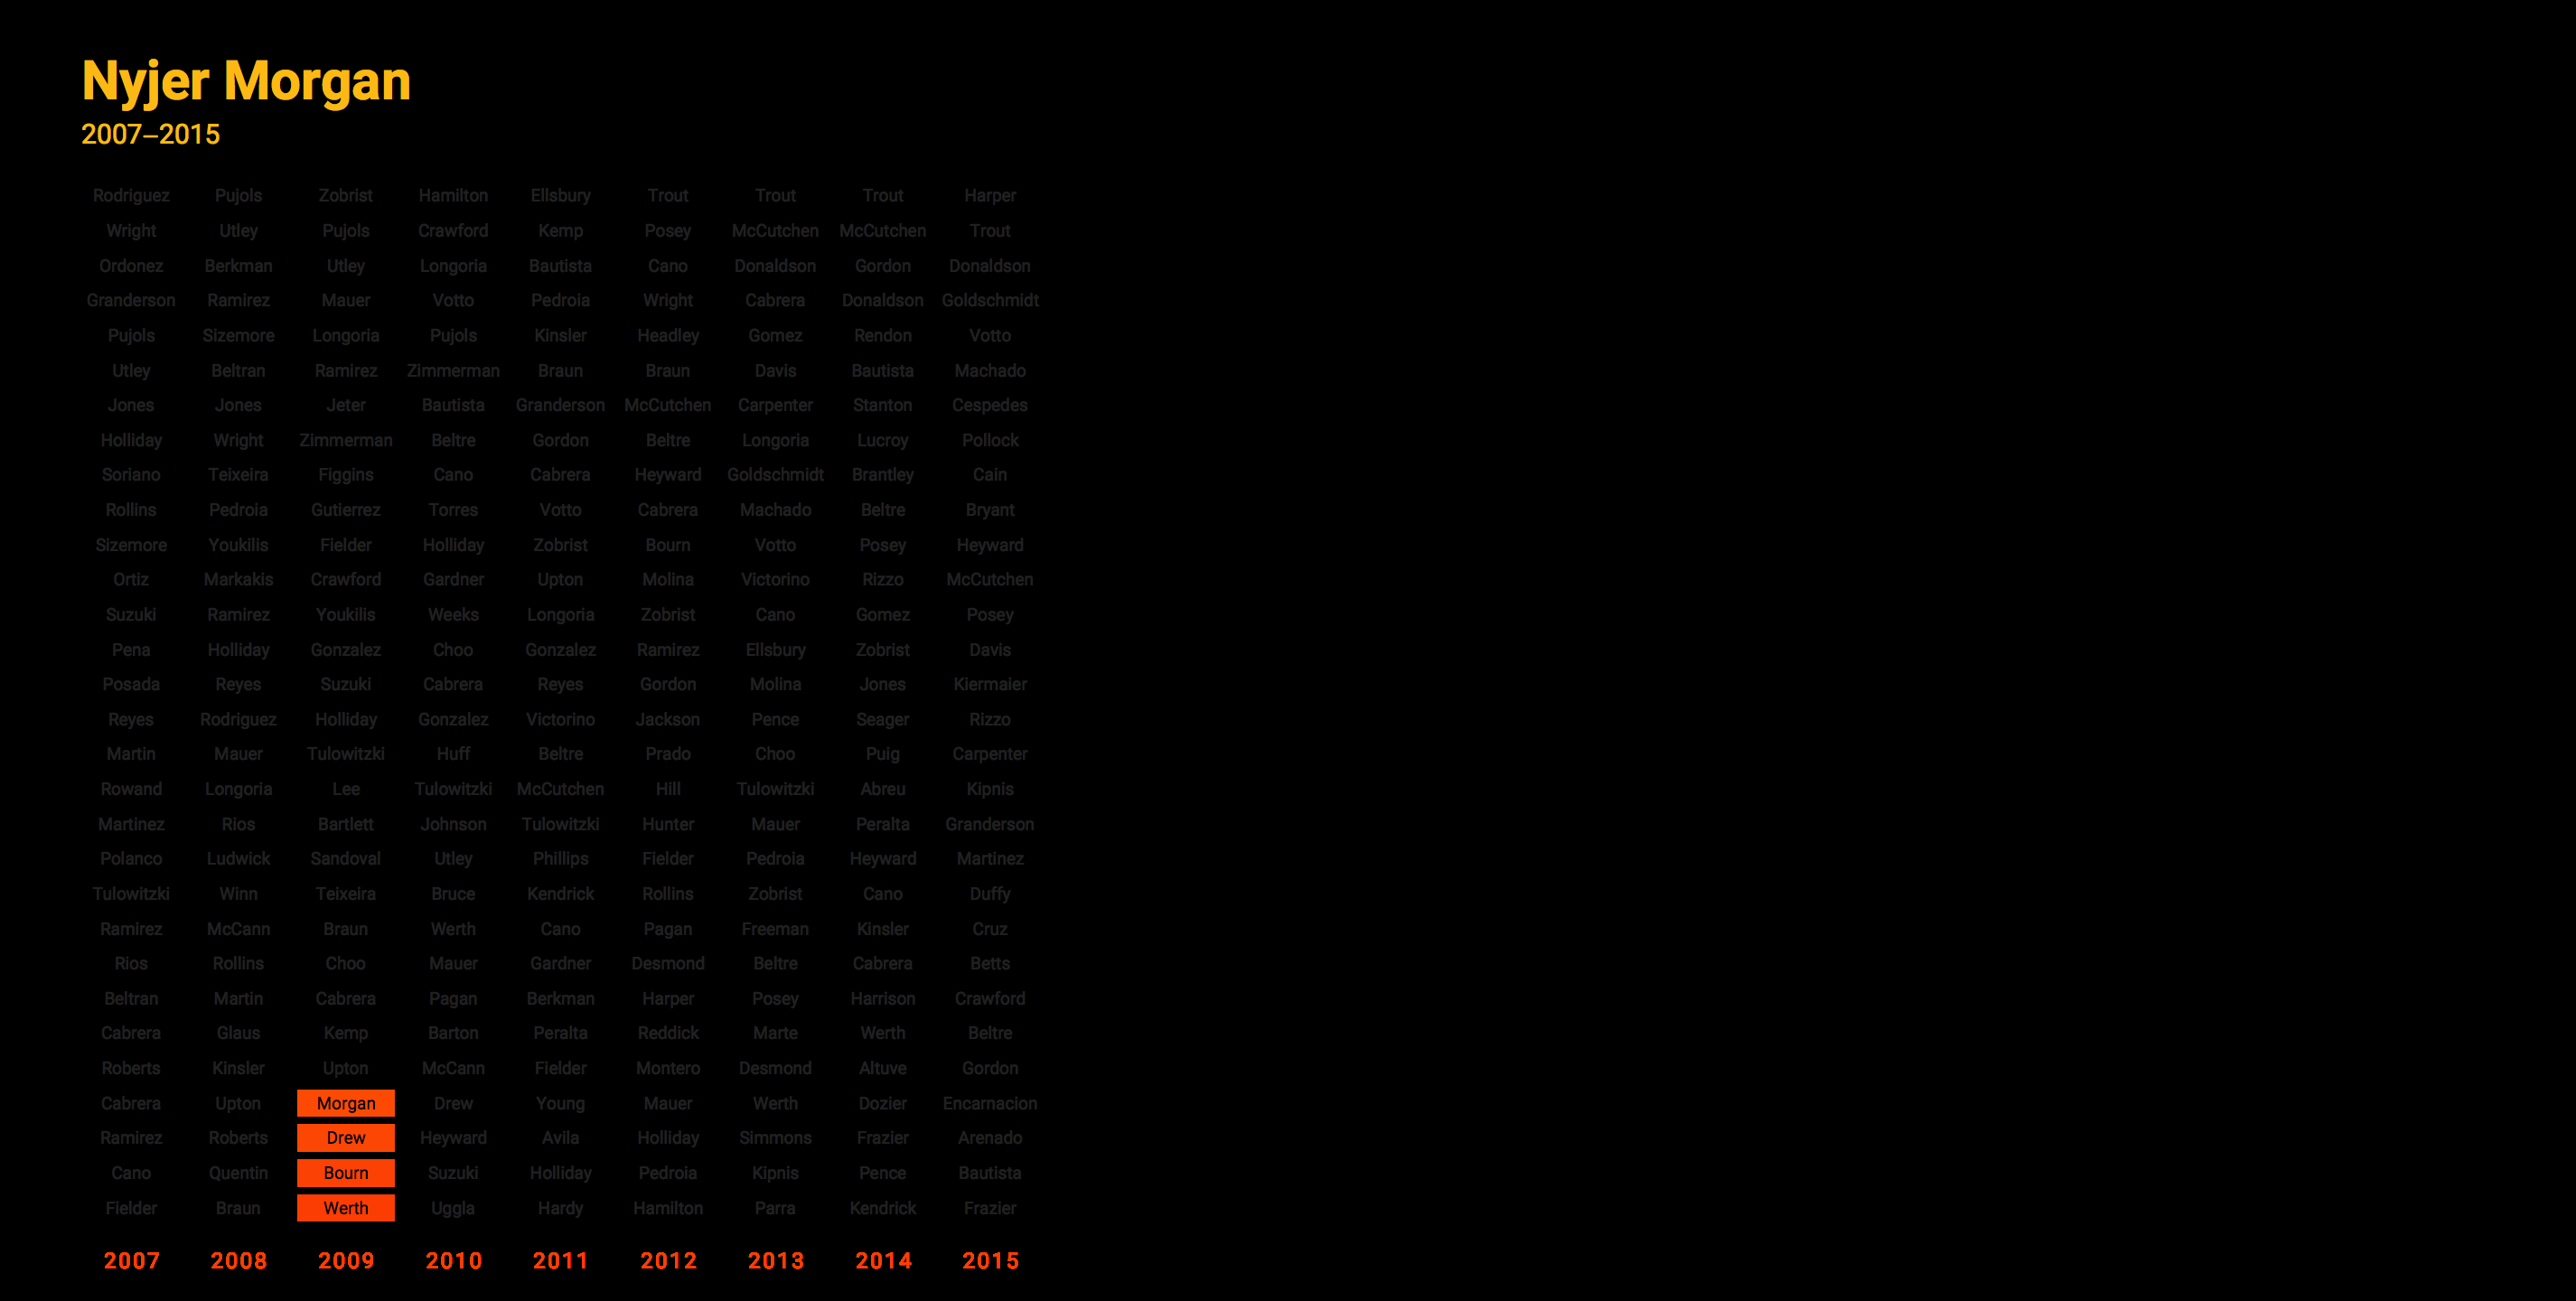 Nyjer Morgan
2007–2015
Rodriguez Pujols Zobrist Hamilton Ellsbury Trout Trout Trout Harper
Wright Utley Pujols Crawford Kemp Posey McCutchen McCutchen Trout
Ordonez Berkman Utley Longoria Bautista Cano Donaldson Gordon Donaldson
Granderson Ramirez Mauer Votto Pedroia Wright Cabrera Donaldson Goldschmidt
Pujols Sizemore Longoria Pujols Kinsler Headley Gomez Rendon Votto
Utley Beltran Ramirez Zimmerman Braun Braun Davis Bautista Machado
Jones Jones Jeter Bautista Granderson McCutchen Carpenter Stanton Cespedes
Holliday Wright Zimmerman Beltre Gordon Beltre Longoria Lucroy Pollock
Soriano Teixeira Figgins Cano Cabrera Heyward Goldschmidt Brantley Cain
Rollins Pedroia Gutierrez Torres Votto Cabrera Machado Beltre Bryant
Sizemore Youkilis Fielder Holliday Zobrist Bourn Votto Posey Heyward
Ortiz Markakis Crawford Gardner Upton Molina Victorino Rizzo McCutchen
Suzuki Ramirez Youkilis Weeks Longoria Zobrist Cano Gomez Posey
Pena Holliday Gonzalez Choo Gonzalez Ramirez Ellsbury Zobrist Davis
Posada Reyes Suzuki Cabrera Reyes Gordon Molina Jones Kiermaier
Reyes Rodriguez Holliday Gonzalez Victorino Jackson Pence Seager Rizzo
Martin Mauer Tulowitzki Huff Beltre Prado Choo Puig Carpenter
Rowand Longoria Lee Tulowitzki McCutchen Hill Tulowitzki Abreu Kipnis
Martinez Rios Bartlett Johnson Tulowitzki Hunter Mauer Peralta Granderson
Polanco Ludwick Sandoval Utley Phillips Fielder Pedroia Heyward Martinez
Tulowitzki Winn Teixeira Bruce Kendrick Rollins Zobrist Cano Duffy
Ramirez McCann Braun Werth Cano Pagan Freeman Kinsler Cruz
Rios Rollins Choo Mauer Gardner Desmond Beltre Cabrera Betts
Beltran Martin Cabrera Pagan Berkman Harper Posey Harrison Crawford
Cabrera Glaus Kemp Barton Peralta Reddick Marte Werth Beltre
Roberts Kinsler Upton McCann Fielder Montero Desmond Altuve Gordon
Cabrera Upton Morgan Drew Young Mauer Werth Dozier Encarnacion
Ramirez Roberts Drew Heyward Avila Holliday Simmons Frazier Arenado
Cano Quentin Bourn Suzuki Holliday Pedroia Kipnis Pence Bautista
Fielder Braun Werth Uggla Hardy Hamilton Parra Kendrick Frazier
2007 2008 2009 2010 2011 2012 2013 2014 2015